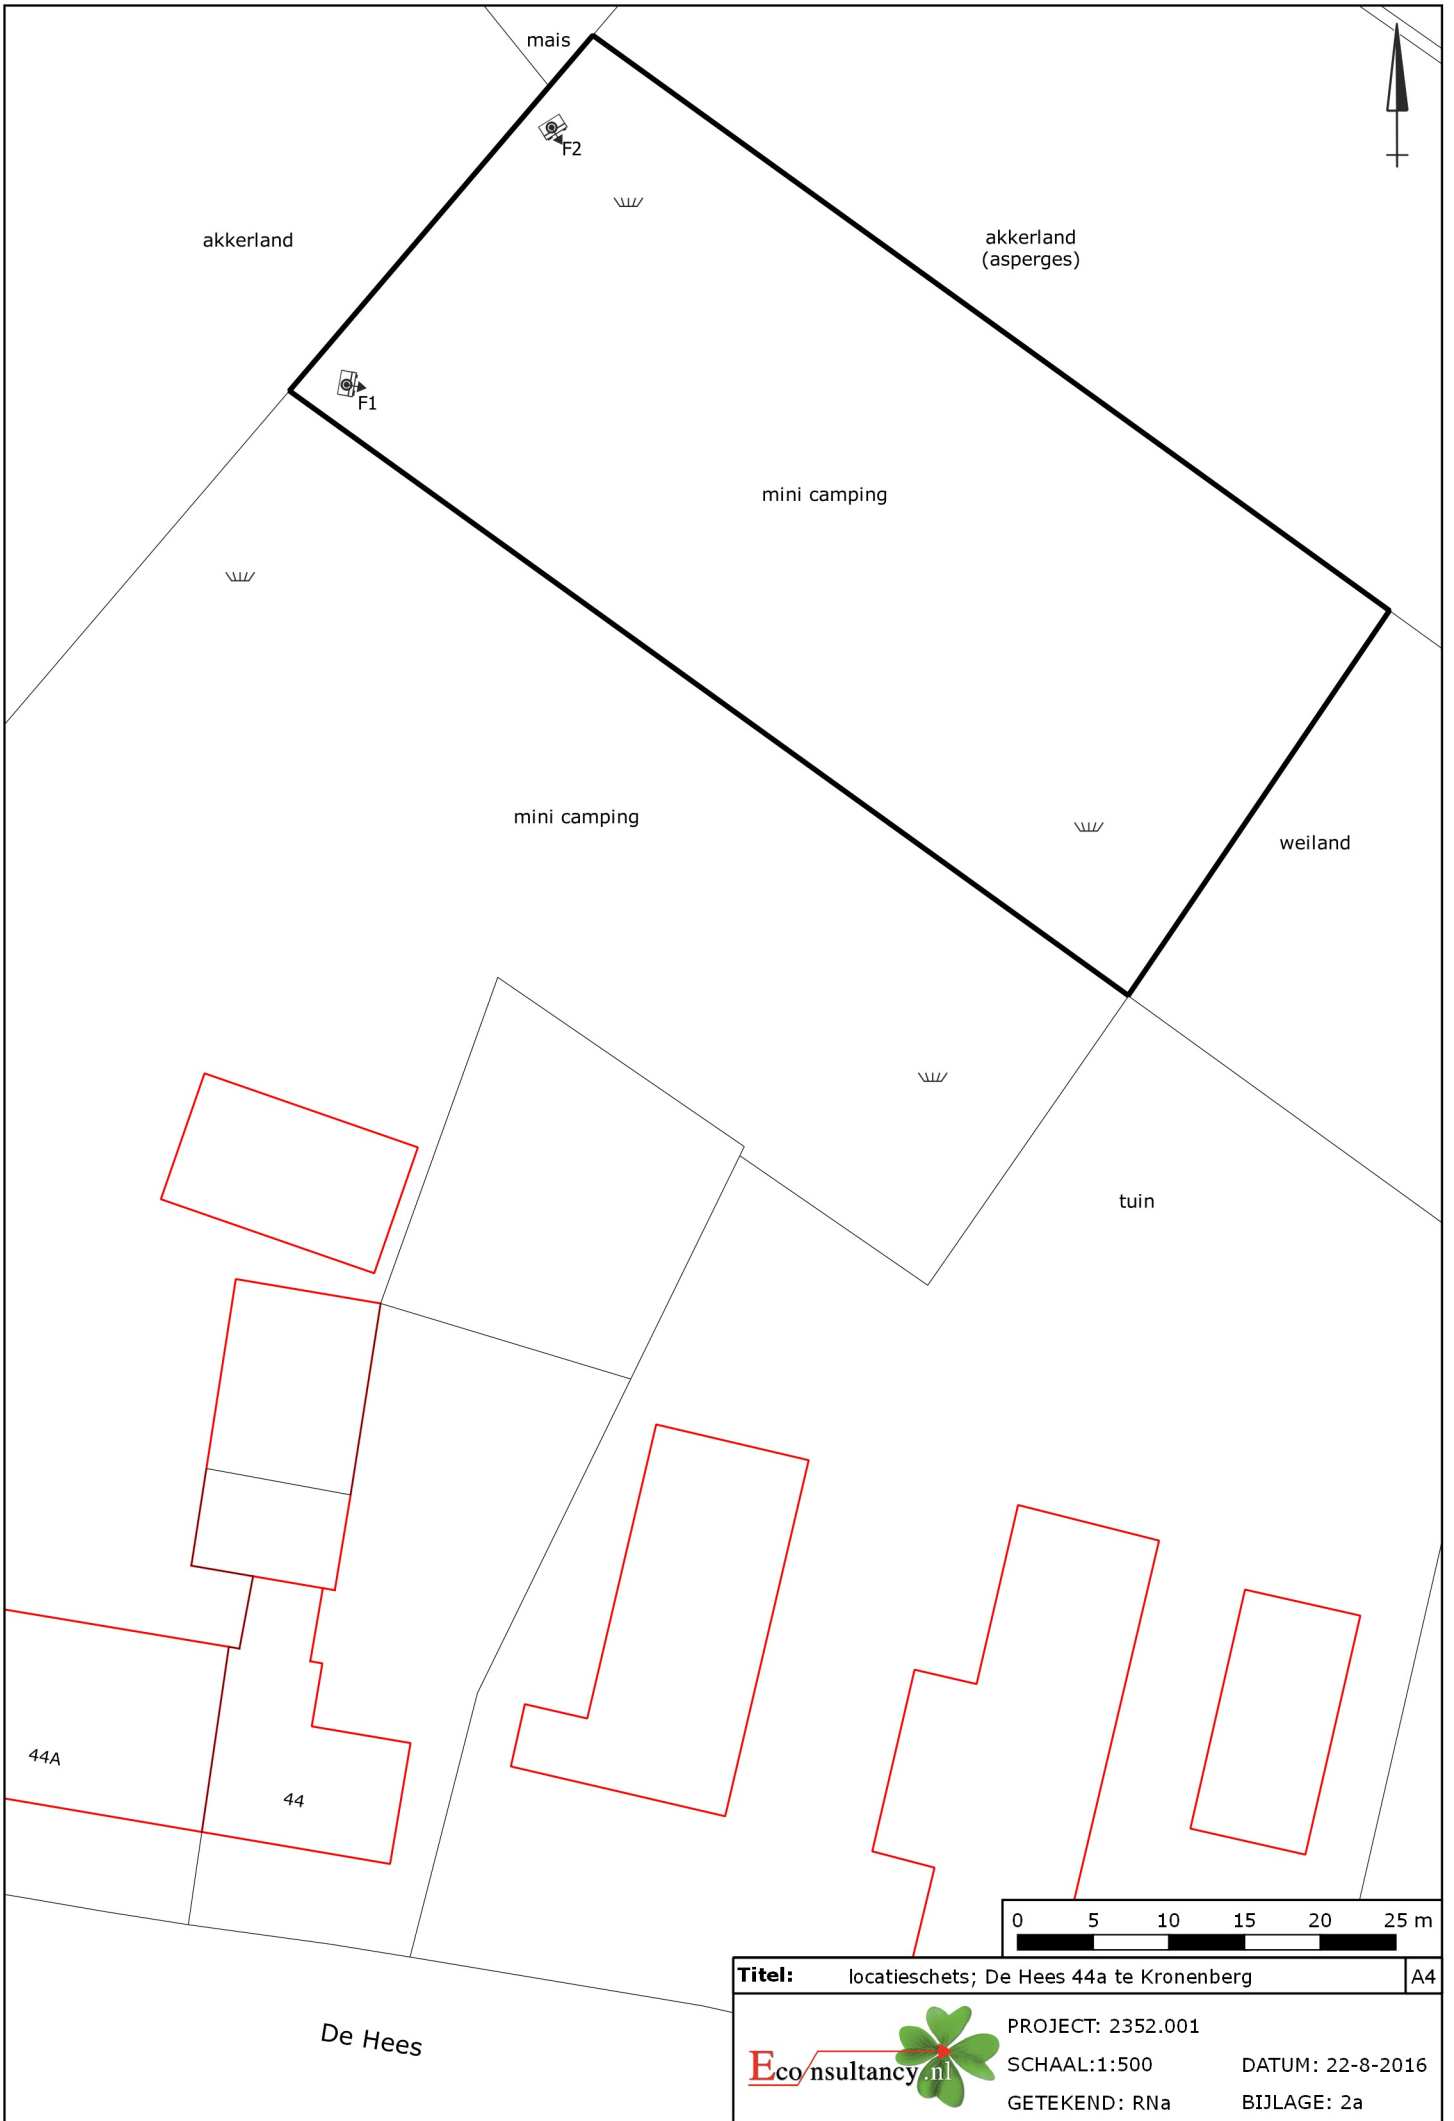 mais
F2
akkerland
akkerland
(asperges)
F1
mini camping
mini camping
weiland
tuin
44A
44
De Hees
0 5 10 15 20 25 m
Titel: locatieschets; De Hees 44a te Kronenberg A4
Econsultancy.nl
PROJECT: 2352.001
SCHAAL:1:500 DATUM: 22-8-2016
GETEKEND: RNa BIJLAGE: 2a